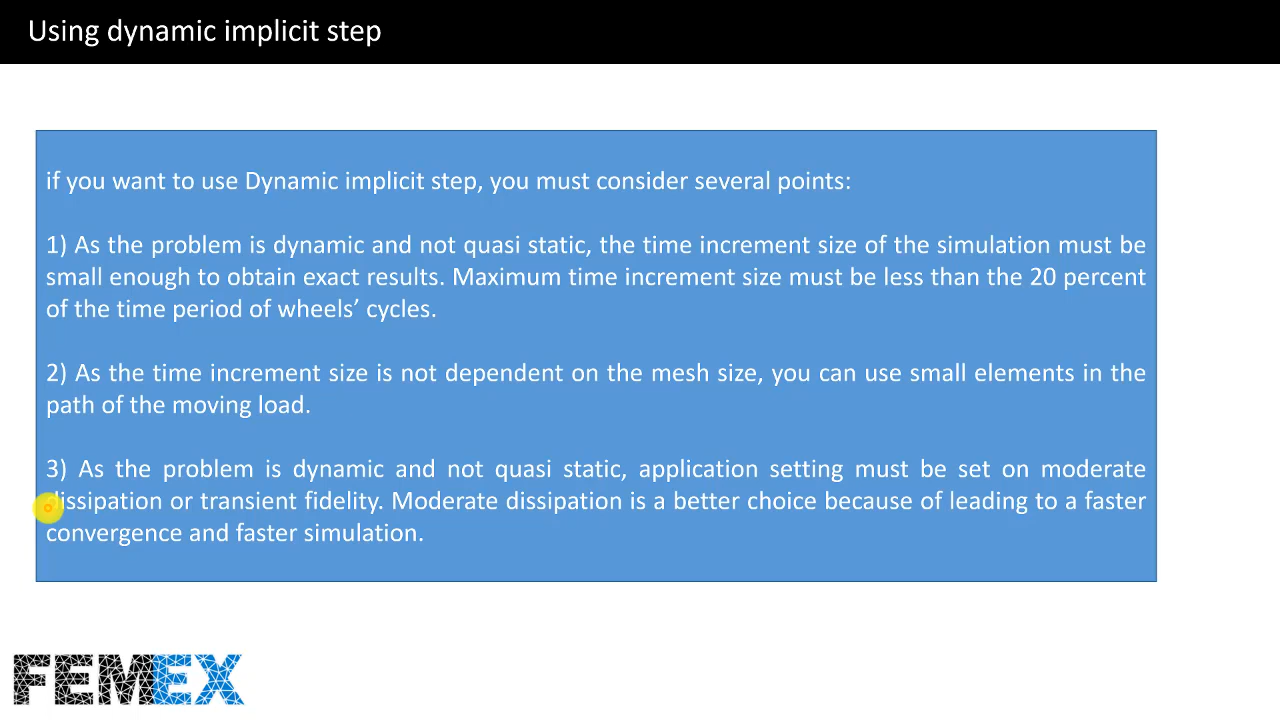 Using dynamic implicit step
if you want to use Dynamic implicit step, you must consider several points:
1) As the problem is dynamic and not quasi static, the time increment size of the simulation must be
small enough to obtain exact results. Maximum time increment size must be less than the 20 percent
of the time period of wheels’ cycles.
2) As the time increment size is not dependent on the mesh size, you can use small elements in the
path of the moving load.
3) As the problem is dynamic and not quasi static, application setting must be set on moderate
dissipation or transient fidelity. Moderate dissipation is a better choice because of leading to a faster
convergence and faster simulation.
FEMEX